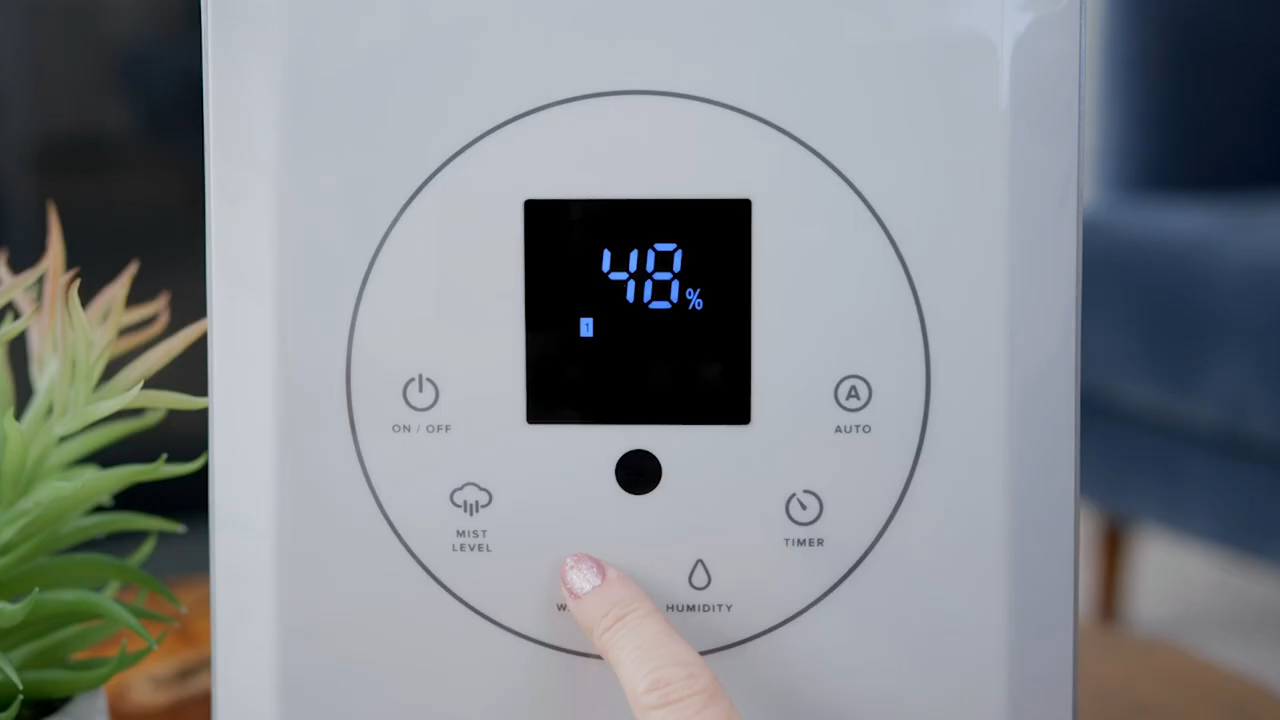 48%
1
ON / OFF
A
AUTO
MIST
LEVEL
TIMER
HUMIDITY